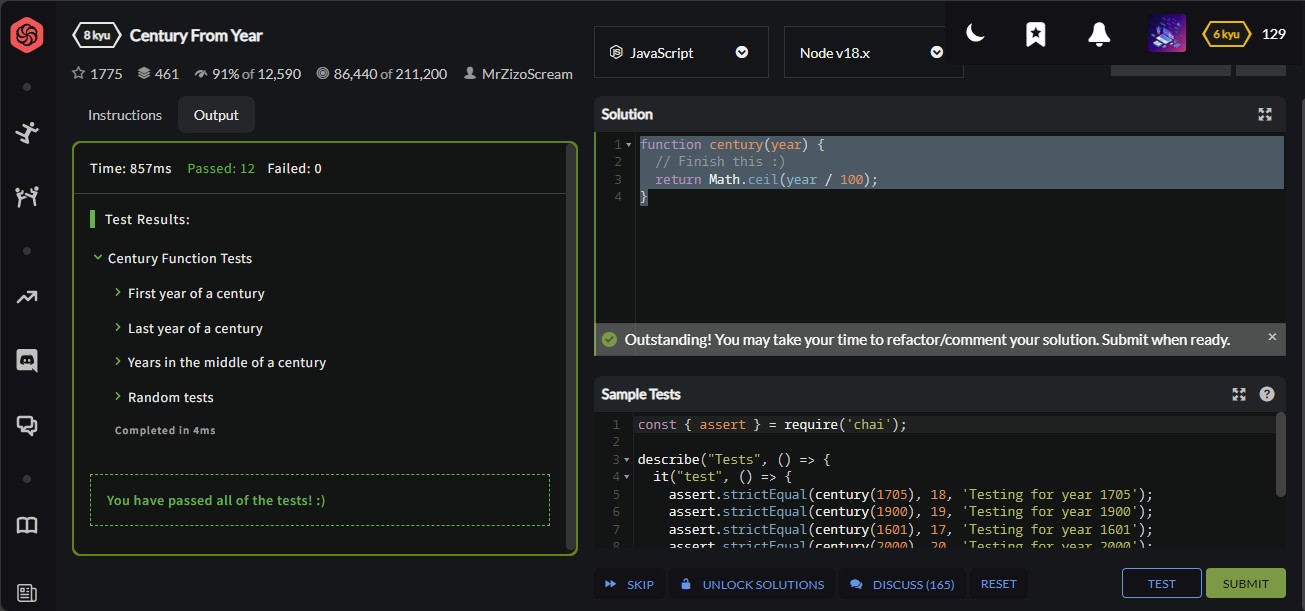 8 kyu Century From Year
1775 461 91% of 12,590 86,440 of 211,200 MrZizoScream
JavaScript
Node v18.x
6 kyu 129
Instructions Output
Time: 857ms Passed: 12 Failed: 0
Test Results:
Century Function Tests
First year of a century
Last year of a century
Years in the middle of a century
Random tests
Completed in 4ms
You have passed all of the tests! :)
Solution
1 function century(year) {
2 // Finish this :)
3 return Math.ceil(year / 100);
4 }
Outstanding! You may take your time to refactor/comment your solution. Submit when ready. ×
Sample Tests
1 const { assert } = require('chai');
2
3 describe("Tests", () => {
4 it("test", () => {
5 assert.strictEqual(century(1705), 18, 'Testing for year 1705');
6 assert.strictEqual(century(1900), 19, 'Testing for year 1900');
7 assert.strictEqual(century(1601), 17, 'Testing for year 1601');
8 assert.strictEqual(century(2000), 20, 'Testing for year 2000');
SKIP UNLOCK SOLUTIONS DISCUSS (165) RESET TEST SUBMIT